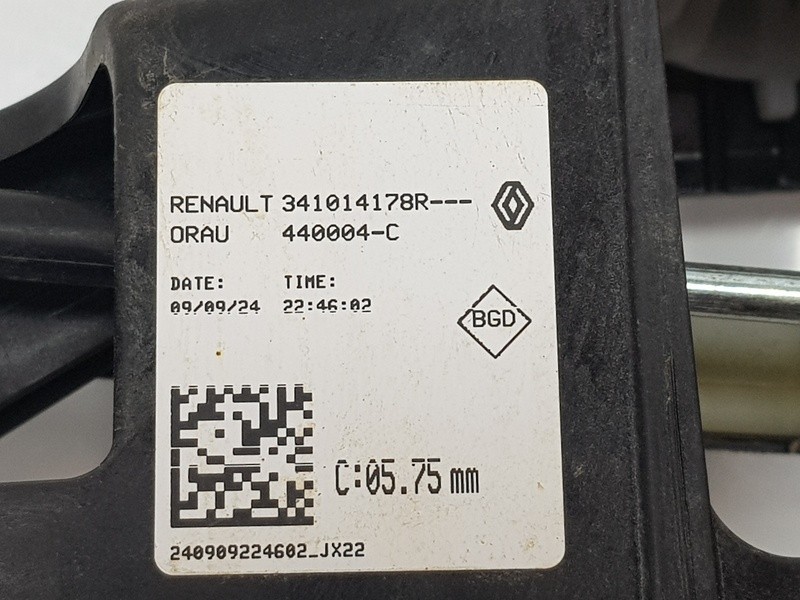 RENAULT 341014178R---
ORAU 440004-C
DATE: TIME:
09/09/24 22:46:02
BGD
C:05.75 mm
240909224602_JX22